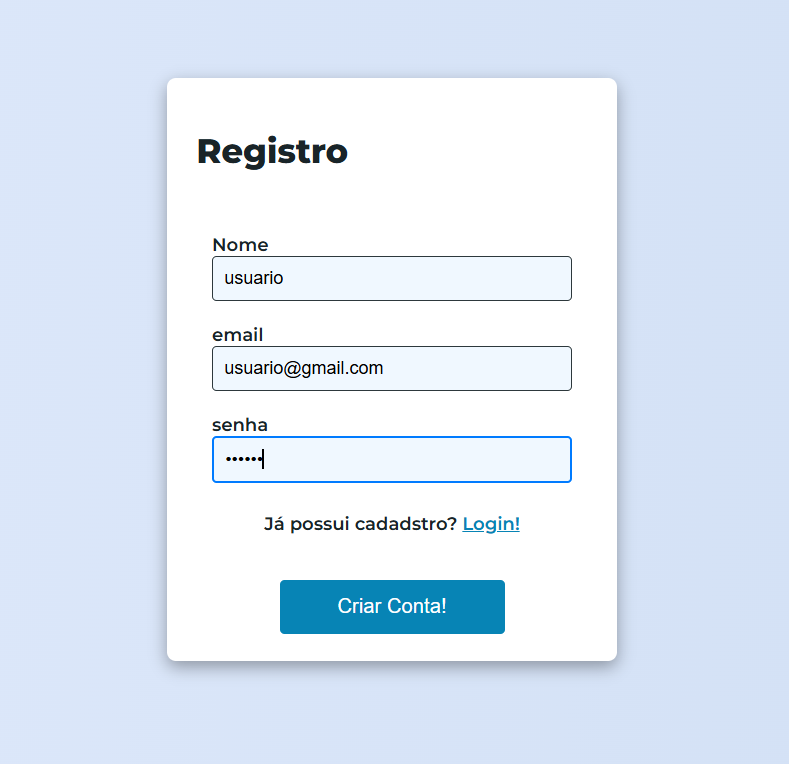 Registro
Nome
usuario
email
usuario@gmail.com
senha
••••••
Já possui cadadstro? Login!
Criar Conta!